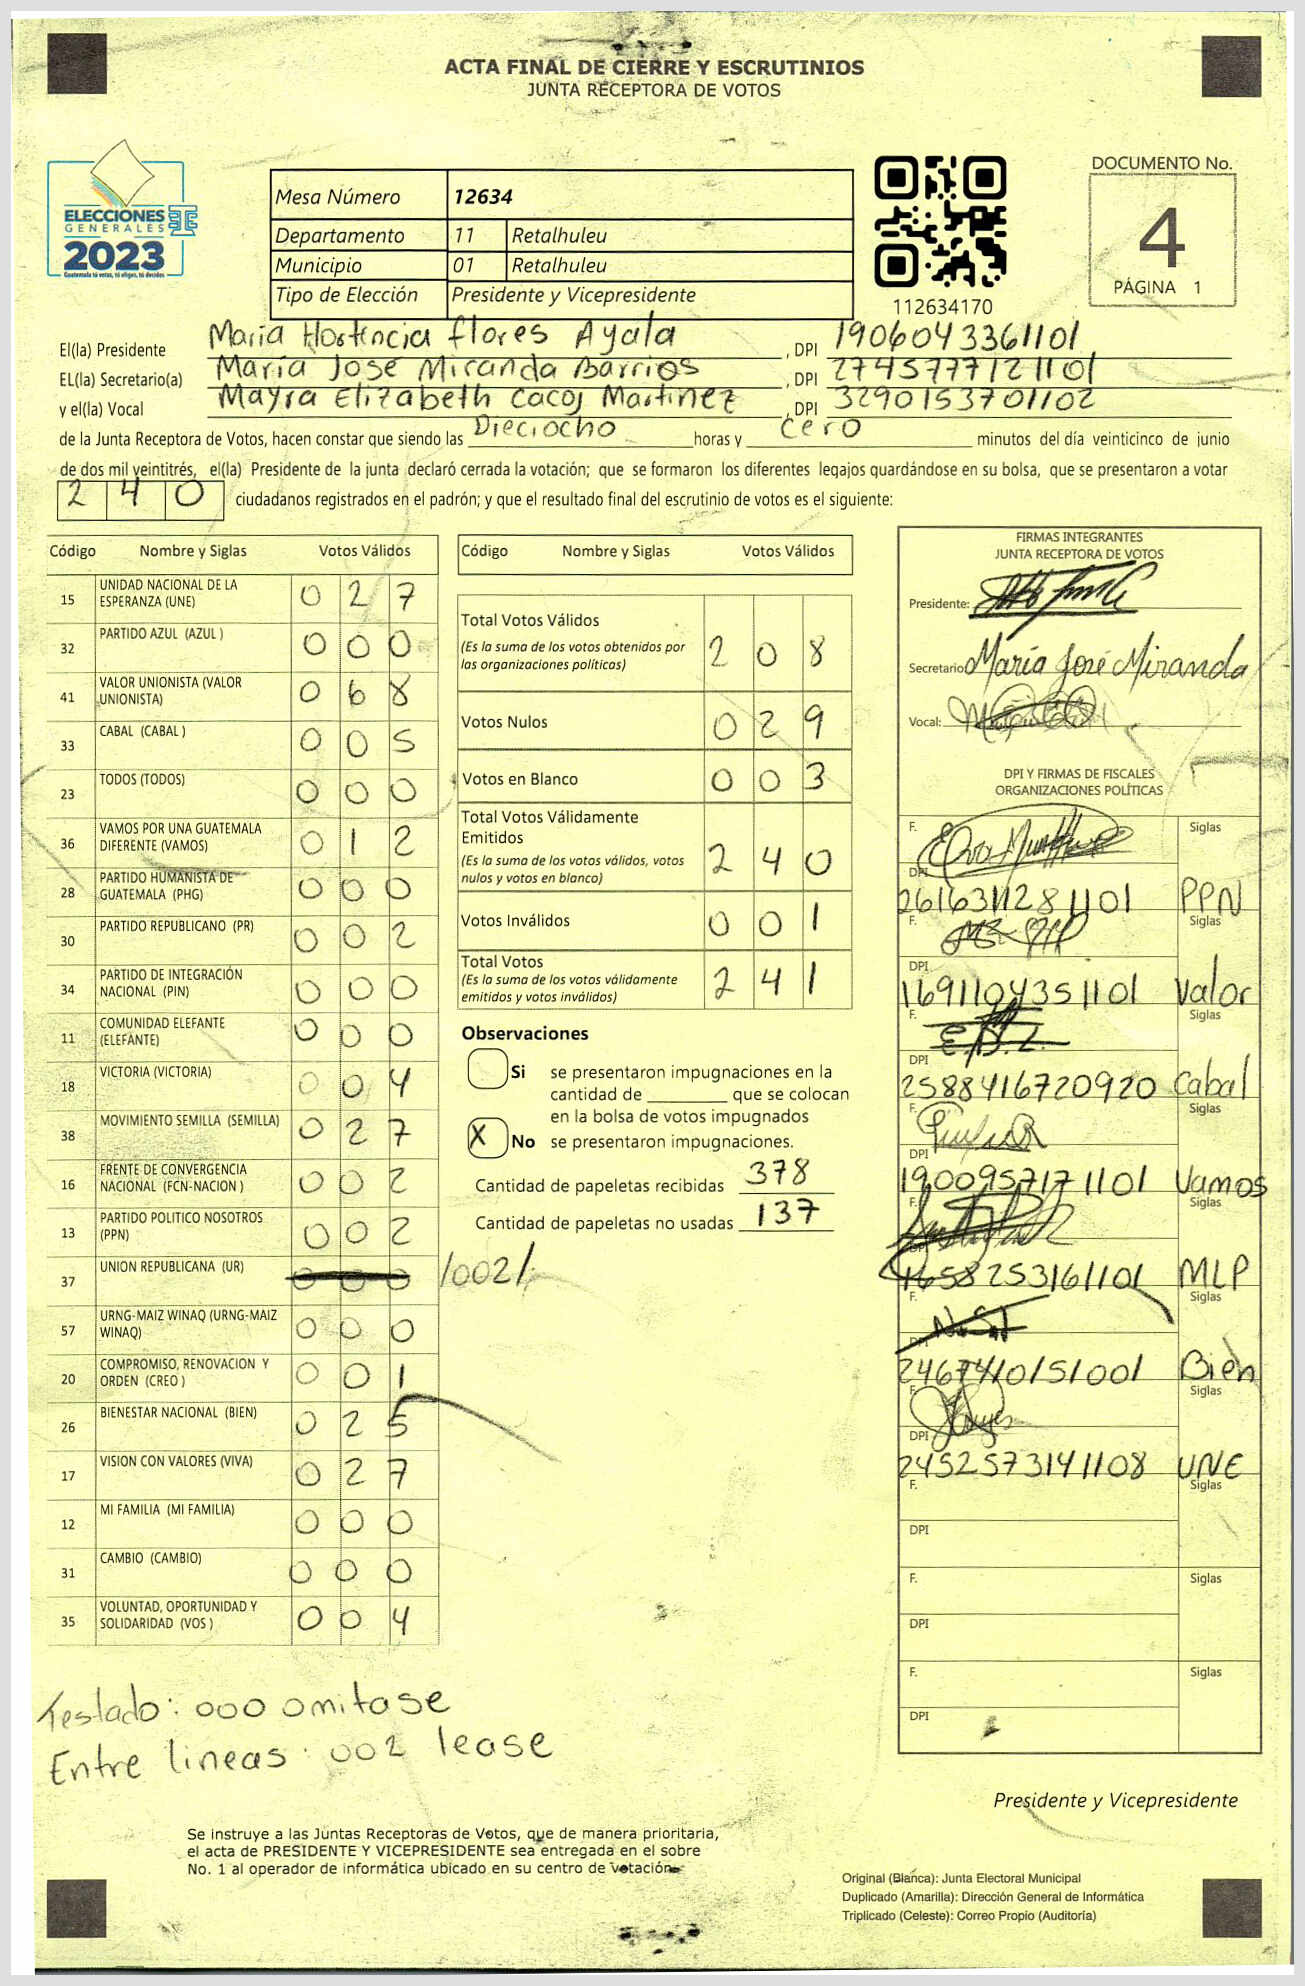 ACTA FINAL DE CIERRE Y ESCRUTINIOS
JUNTA RECEPTORA DE VOTOS
ELECCIONES
GENERALES
2023
Guatemala tú votas, tú eliges, tú decides
Mesa Número 12634
Departamento 11 Retalhuleu
Municipio 01 Retalhuleu
Tipo de Elección Presidente y Vicepresidente
112634170
DOCUMENTO No.
4
PÁGINA 1
El(la) Presidente Maria Hortencia flores Ayala , DPI 1906043361101
EL(la) Secretario(a) María José Miranda Barrios , DPI 2745777121101
y el(la) Vocal Mayra Elizabeth Cacoj Martinez , DPI 3290153701102
de la Junta Receptora de Votos, hacen constar que siendo las Dieciocho horas y Cero minutos del día veinticinco de junio
de dos mil veintitrés, el(la) Presidente de la junta declaró cerrada la votación; que se formaron los diferentes legajos quardándose en su bolsa, que se presentaron a votar
2 4 0 ciudadanos registrados en el padrón; y que el resultado final del escrutinio de votos es el siguiente:
Código Nombre y Siglas Votos Válidos
15 UNIDAD NACIONAL DE LA ESPERANZA (UNE) 0 2 7
32 PARTIDO AZUL (AZUL ) 0 0 0
41 VALOR UNIONISTA (VALOR UNIONISTA) 0 6 8
33 CABAL (CABAL ) 0 0 5
23 TODOS (TODOS) 0 0 0
36 VAMOS POR UNA GUATEMALA DIFERENTE (VAMOS) 0 1 2
28 PARTIDO HUMANISTA DE GUATEMALA (PHG) 0 0 0
30 PARTIDO REPUBLICANO (PR) 0 0 2
34 PARTIDO DE INTEGRACIÓN NACIONAL (PIN) 0 0 0
11 COMUNIDAD ELEFANTE (ELEFANTE) 0 0 0
18 VICTORIA (VICTORIA) 0 0 4
38 MOVIMIENTO SEMILLA (SEMILLA) 0 2 7
16 FRENTE DE CONVERGENCIA NACIONAL (FCN-NACION ) 0 0 2
13 PARTIDO POLITICO NOSOTROS (PPN) 0 0 2
37 UNION REPUBLICANA (UR) 0 0 0 /002/
57 URNG-MAIZ WINAQ (URNG-MAIZ WINAQ) 0 0 0
20 COMPROMISO, RENOVACION Y ORDEN (CREO ) 0 0 1
26 BIENESTAR NACIONAL (BIEN) 0 2 5
17 VISION CON VALORES (VIVA) 0 2 7
12 MI FAMILIA (MI FAMILIA) 0 0 0
31 CAMBIO (CAMBIO) 0 0 0
35 VOLUNTAD, OPORTUNIDAD Y SOLIDARIDAD (VOS ) 0 0 4
Código Nombre y Siglas Votos Válidos
Total Votos Válidos
(Es la suma de los votos obtenidos por las organizaciones políticas) 2 0 8
Votos Nulos 0 2 9
Votos en Blanco 0 0 3
Total Votos Válidamente Emitidos
(Es la suma de los votos válidos, votos nulos y votos en blanco) 2 4 0
Votos Inválidos 0 0 1
Total Votos
(Es la suma de los votos válidamente emitidos y votos inválidos) 2 4 1
Observaciones
Si se presentaron impugnaciones en la
cantidad de ________ que se colocan
en la bolsa de votos impugnados
X No se presentaron impugnaciones.
Cantidad de papeletas recibidas 378
Cantidad de papeletas no usadas 137
FIRMAS INTEGRANTES
JUNTA RECEPTORA DE VOTOS
Presidente:
Secretario María José Miranda
Vocal:
DPI Y FIRMAS DE FISCALES
ORGANIZACIONES POLÍTICAS
F. Siglas
DPI 2616311281101 PPN
F. Siglas
DPI 1691104351101 Valor
F. Siglas
DPI 2588416720920 Cabal
F. Siglas
DPI 1900957171101 Vamos
F. Siglas
DPI 1658253161101 MLP
F. Siglas
DPI 2467410151001 Bien
F. Siglas
DPI 2452573141108 UNE
F. Siglas
DPI
F. Siglas
DPI
F. Siglas
DPI
Testado: 000 omitase
Entre lineas: 002 lease
Presidente y Vicepresidente
Se instruye a las Juntas Receptoras de Votos, que de manera prioritaria,
el acta de PRESIDENTE Y VICEPRESIDENTE sea entregada en el sobre
No. 1 al operador de informática ubicado en su centro de votación
Original (Blanca): Junta Electoral Municipal
Duplicado (Amarilla): Dirección General de Informática
Triplicado (Celeste): Correo Propio (Auditoría)